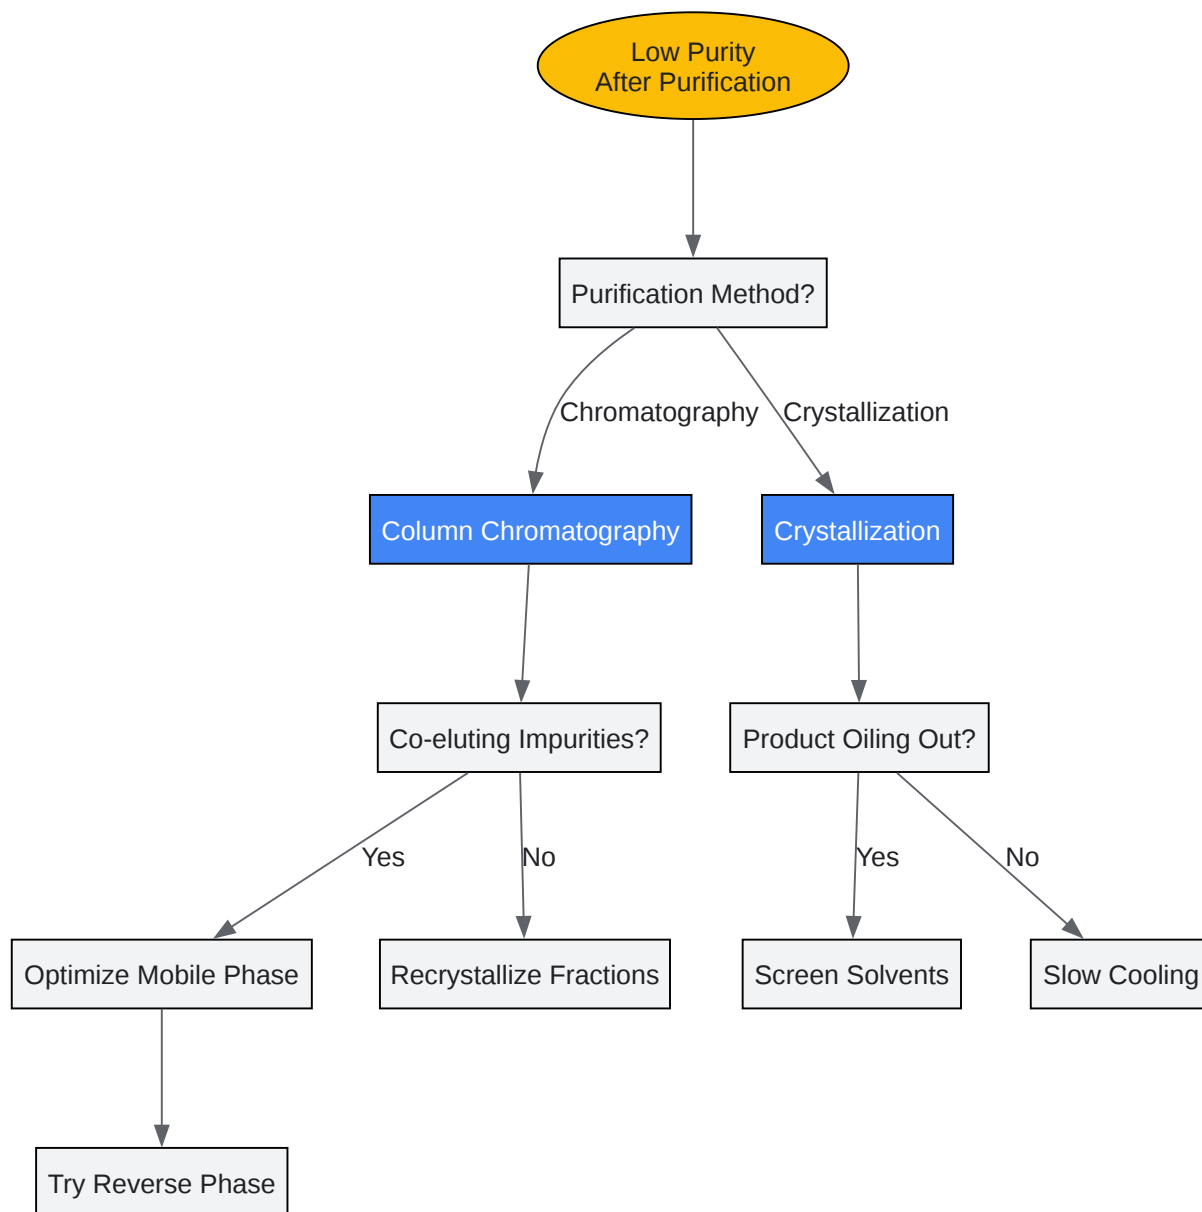 Low Purity
After Purification
Purification Method?
Chromatography
Crystallization
Column Chromatography
Crystallization
Co-eluting Impurities?
Product Oiling Out?
Yes
No
Yes
No
Optimize Mobile Phase
Recrystallize Fractions
Screen Solvents
Slow Cooling
Try Reverse Phase